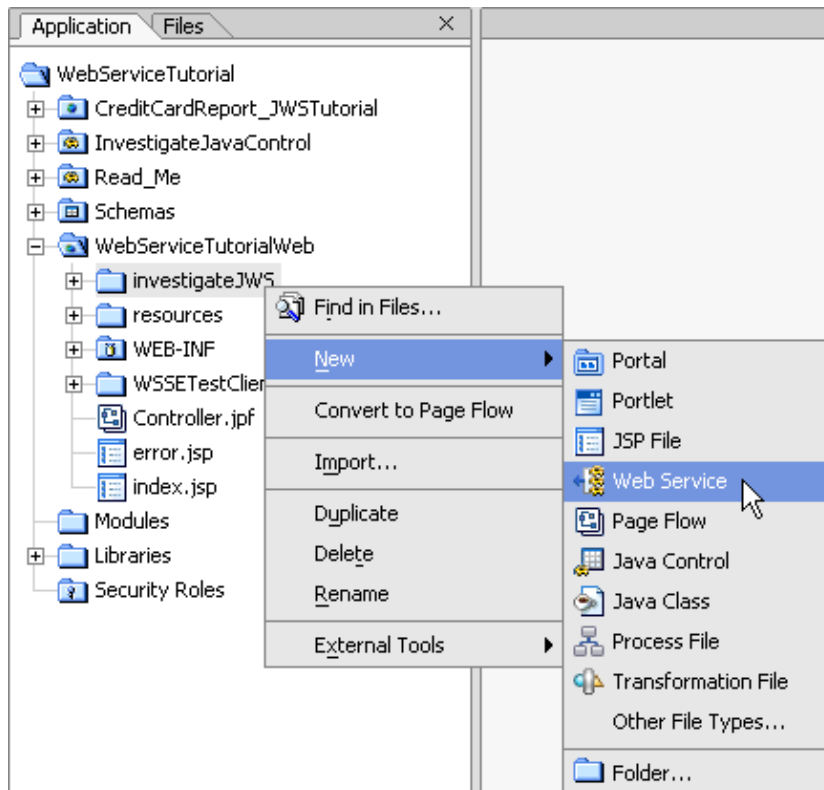 Application Files
WebServiceTutorial
CreditCardReport_JWSTutorial
InvestigateJavaControl
Read_Me
Schemas
WebServiceTutorialWeb
investigateJWS
resources
WEB-INF
WSSETestClien
Controller.jpf
error.jsp
index.jsp
Modules
Libraries
Security Roles
Find in Files...
New
Convert to Page Flow
Import...
Duplicate
Delete
Rename
External Tools
Portal
Portlet
JSP File
Web Service
Page Flow
Java Control
Java Class
Process File
Transformation File
Other File Types...
Folder...